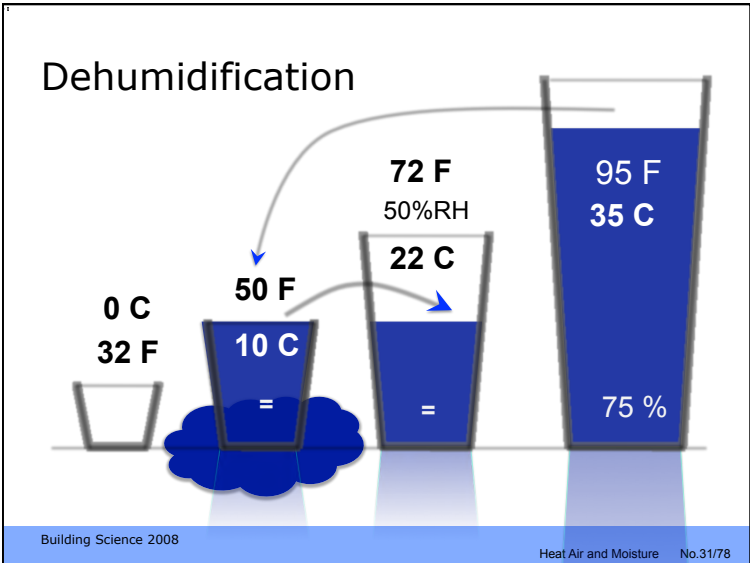 Dehumidification
0 C
32 F
50 F
10 C
=
72 F
50%RH
22 C
=
95 F
35 C
75 %
Building Science 2008
Heat Air and Moisture No.31/78